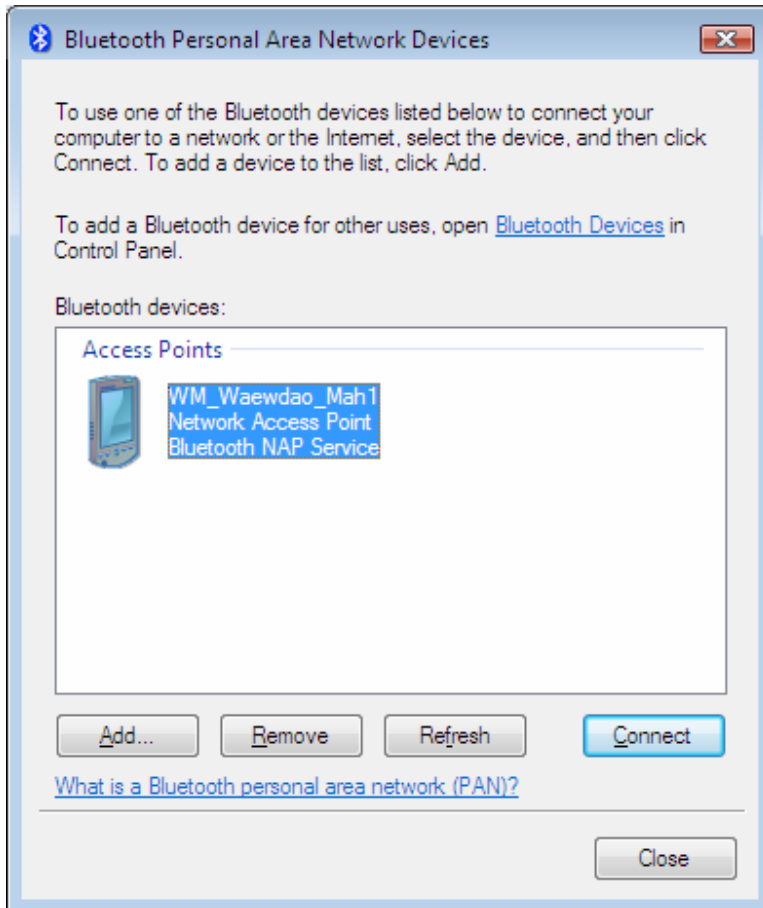 Bluetooth Personal Area Network Devices
To use one of the Bluetooth devices listed below to connect your
computer to a network or the Internet, select the device, and then click
Connect. To add a device to the list, click Add.
To add a Bluetooth device for other uses, open Bluetooth Devices in
Control Panel.
Bluetooth devices:
Access Points
WM_Waewdao_Mah1
Network Access Point
Bluetooth NAP Service
Add... Remove Refresh Connect
What is a Bluetooth personal area network (PAN)?
Close